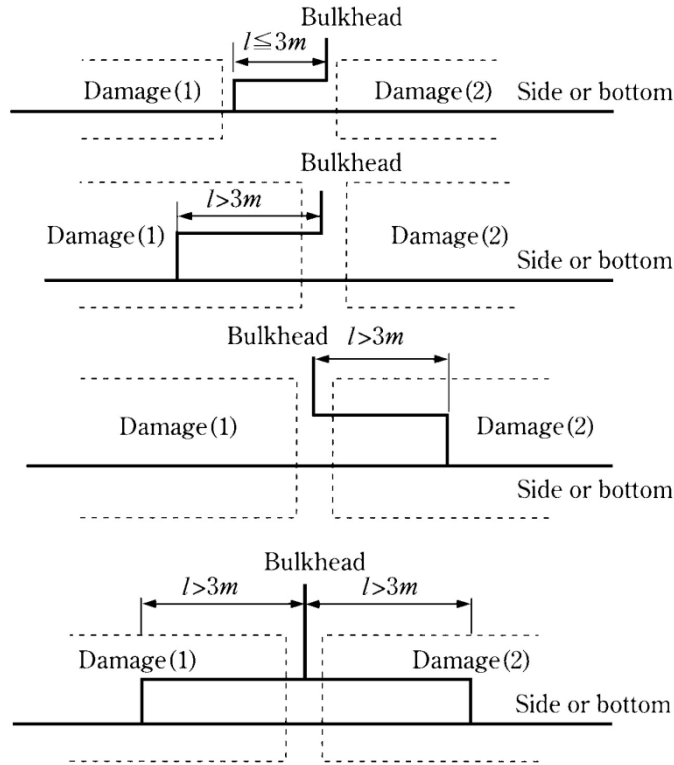 Bulkhead
l≦3m
Damage(1)
Damage(2)
Side or bottom
Bulkhead
l>3m
Damage(1)
Damage(2)
Side or bottom
Bulkhead
l>3m
Damage(1)
Damage(2)
Side or bottom
Bulkhead
l>3m
l>3m
Damage(1)
Damage(2)
Side or bottom